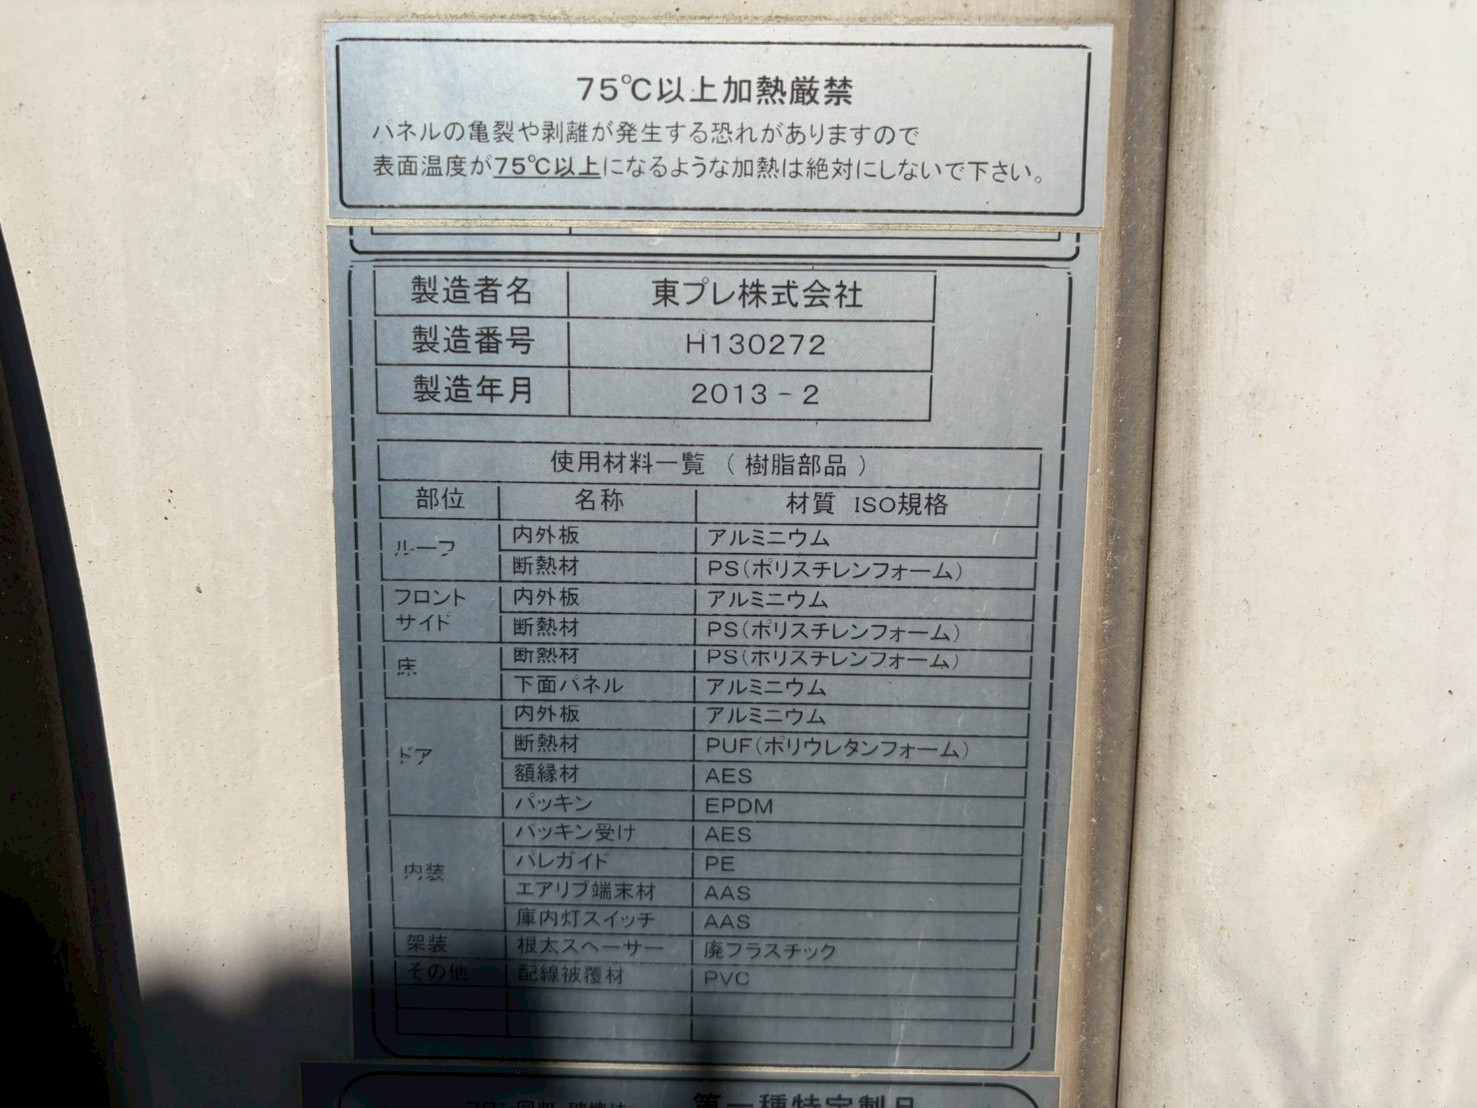 75℃以上加熱厳禁
パネルの亀裂や剥離が発生する恐れがありますので
表面温度が75℃以上になるような加熱は絶対にしないで下さい。
製造者名 東プレ株式会社
製造番号 H130272
製造年月 2013-2
使用材料一覧（樹脂部品）
部位 名称 材質 ISO規格
ルーフ 内外板 アルミニウム
断熱材 PS(ポリスチレンフォーム)
フロント 内外板 アルミニウム
サイド 断熱材 PS(ポリスチレンフォーム)
床 断熱材 PS(ポリスチレンフォーム)
下面パネル アルミニウム
ドア 内外板 アルミニウム
断熱材 PUF(ポリウレタンフォーム)
額縁材 AES
パッキン EPDM
内装 パッキン受け AES
パレガイド PE
エアリブ端末材 AAS
庫内灯スイッチ AAS
架装 根太スペーサー 廃プラスチック
その他 配線被覆材 PVC
第一種特定製品